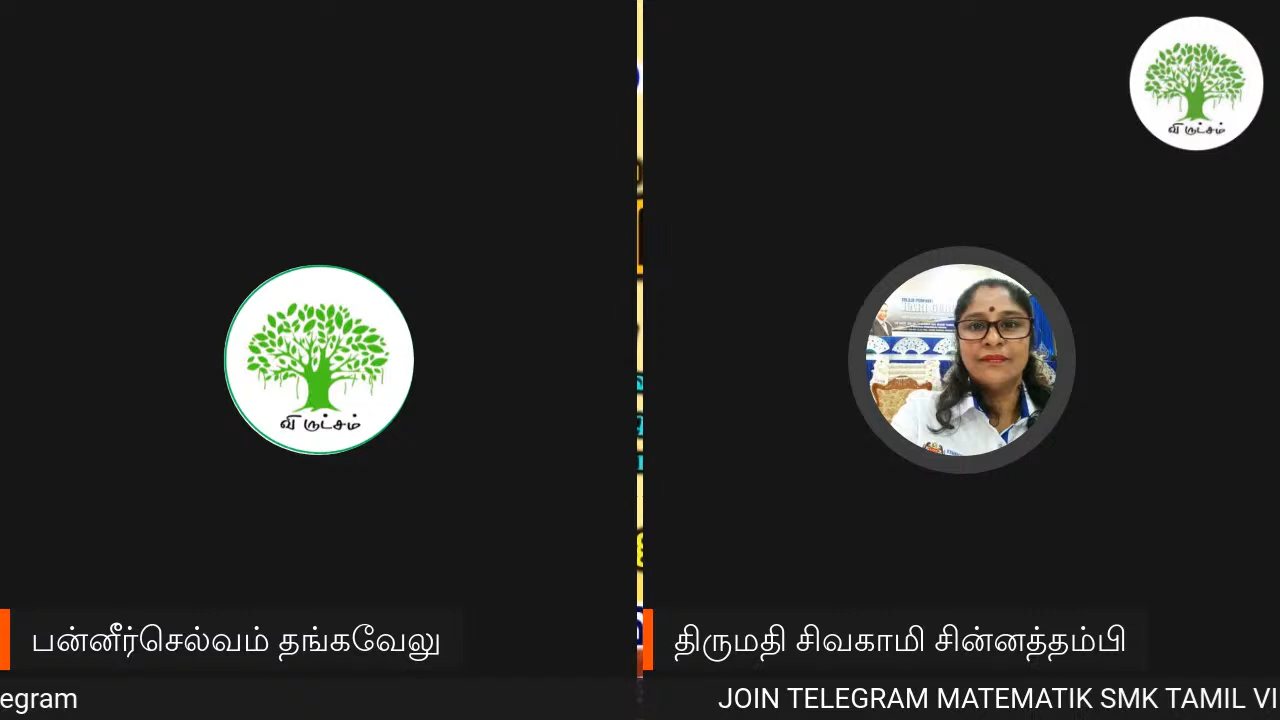 விருட்சம்
விருட்சம்
பன்னீர்செல்வம் தங்கவேலு
திருமதி சிவகாமி சின்னத்தம்பி
egram
JOIN TELEGRAM MATEMATIK SMK TAMIL VI